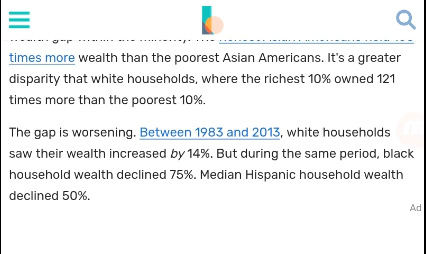 times more wealth than the poorest Asian Americans. It's a greater
disparity that white households, where the richest 10% owned 121
times more than the poorest 10%.
The gap is worsening. Between 1983 and 2013, white households
saw their wealth increased by 14%. But during the same period, black
household wealth declined 75%. Median Hispanic household wealth
declined 50%.
Ad